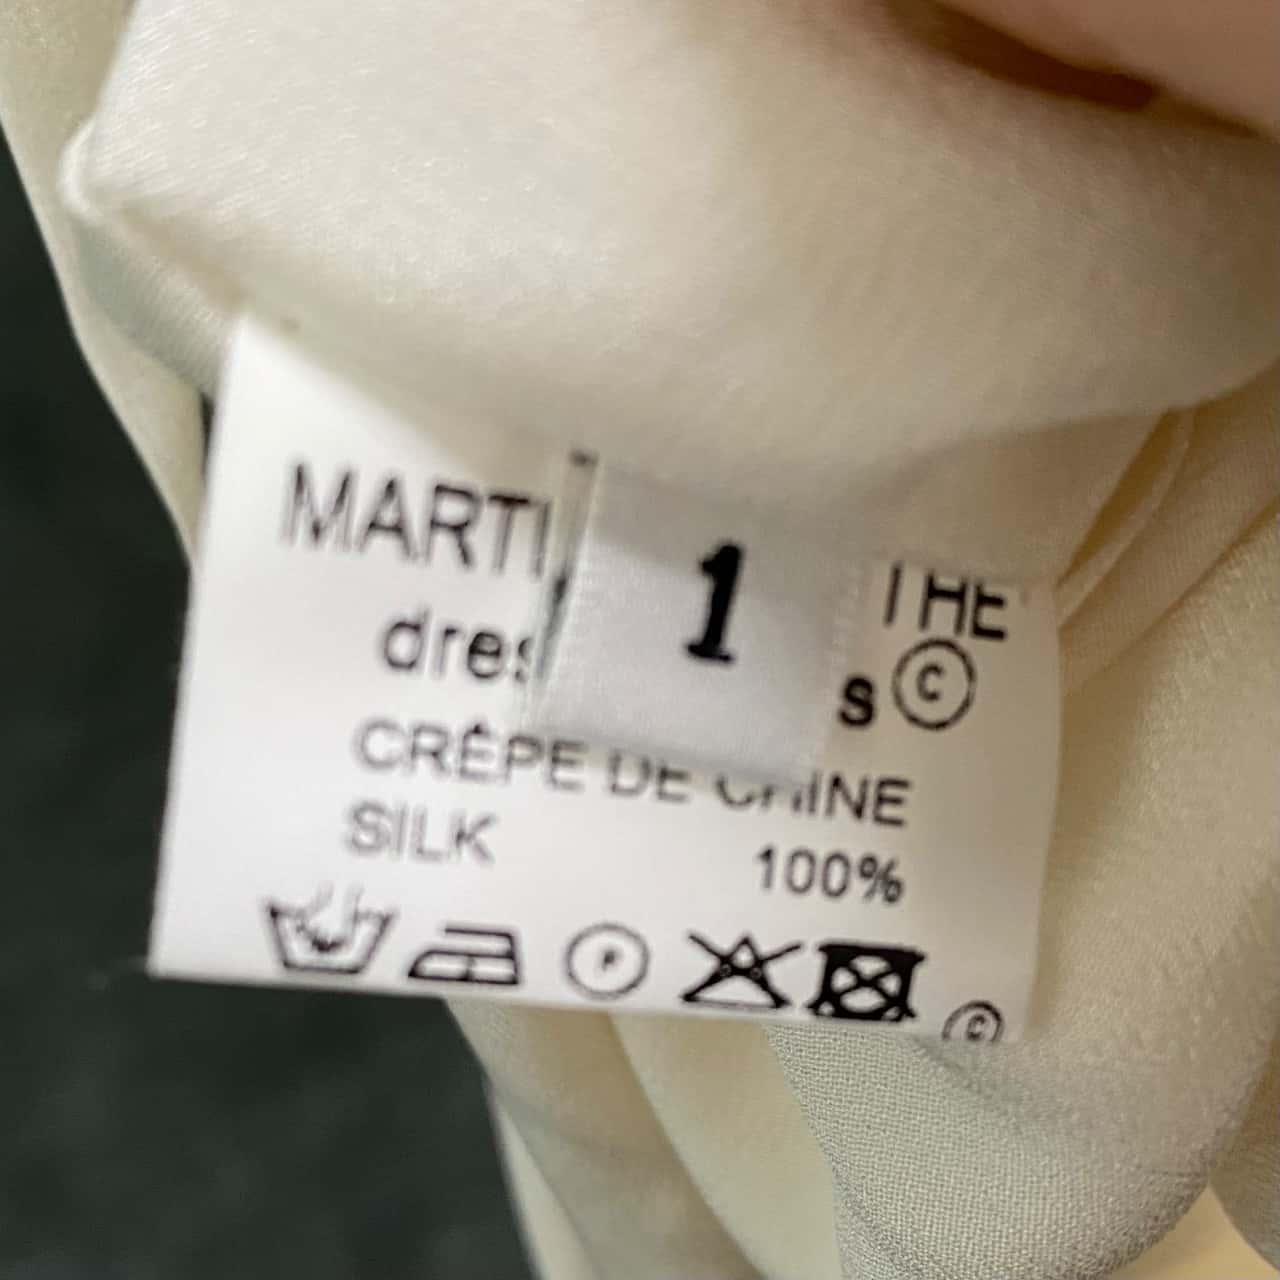 MARTI 1 THE
dres s ©
CRÊPE DE CHINE
SILK 100%
P
©